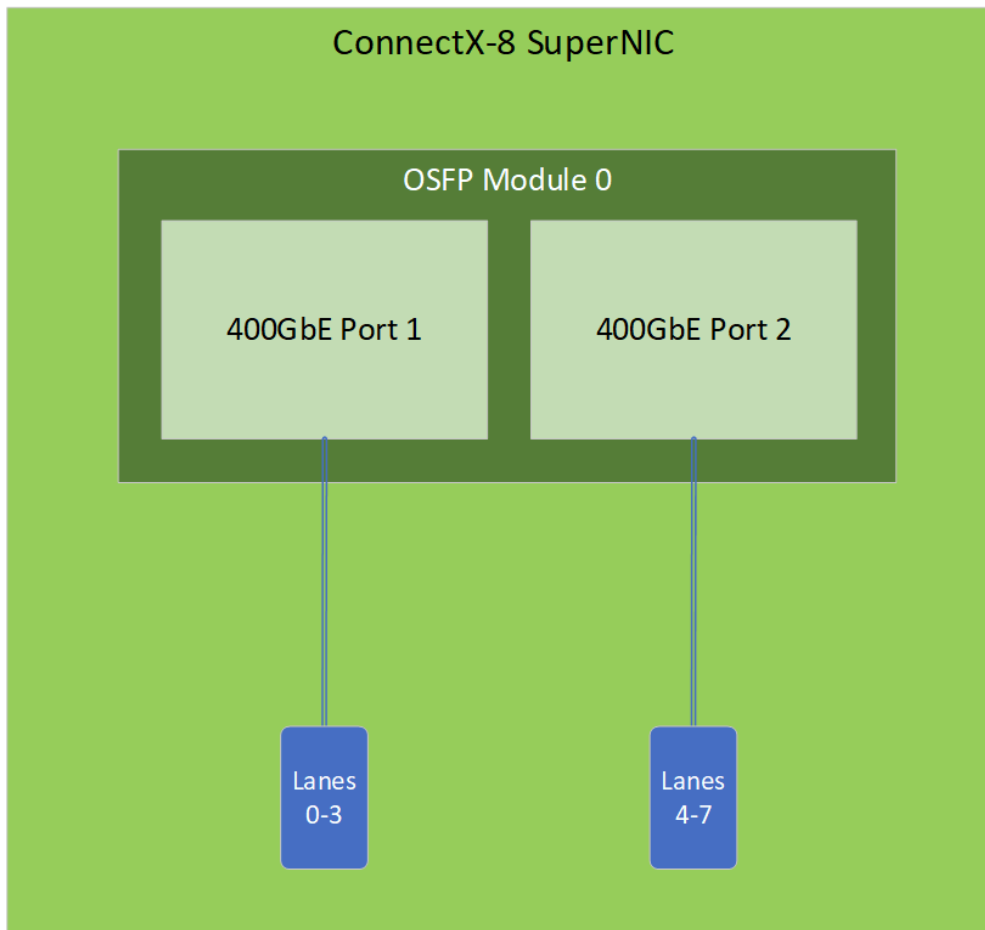 ConnectX-8 SuperNIC
OSFP Module 0
400GbE Port 1
400GbE Port 2
Lanes
0-3
Lanes
4-7